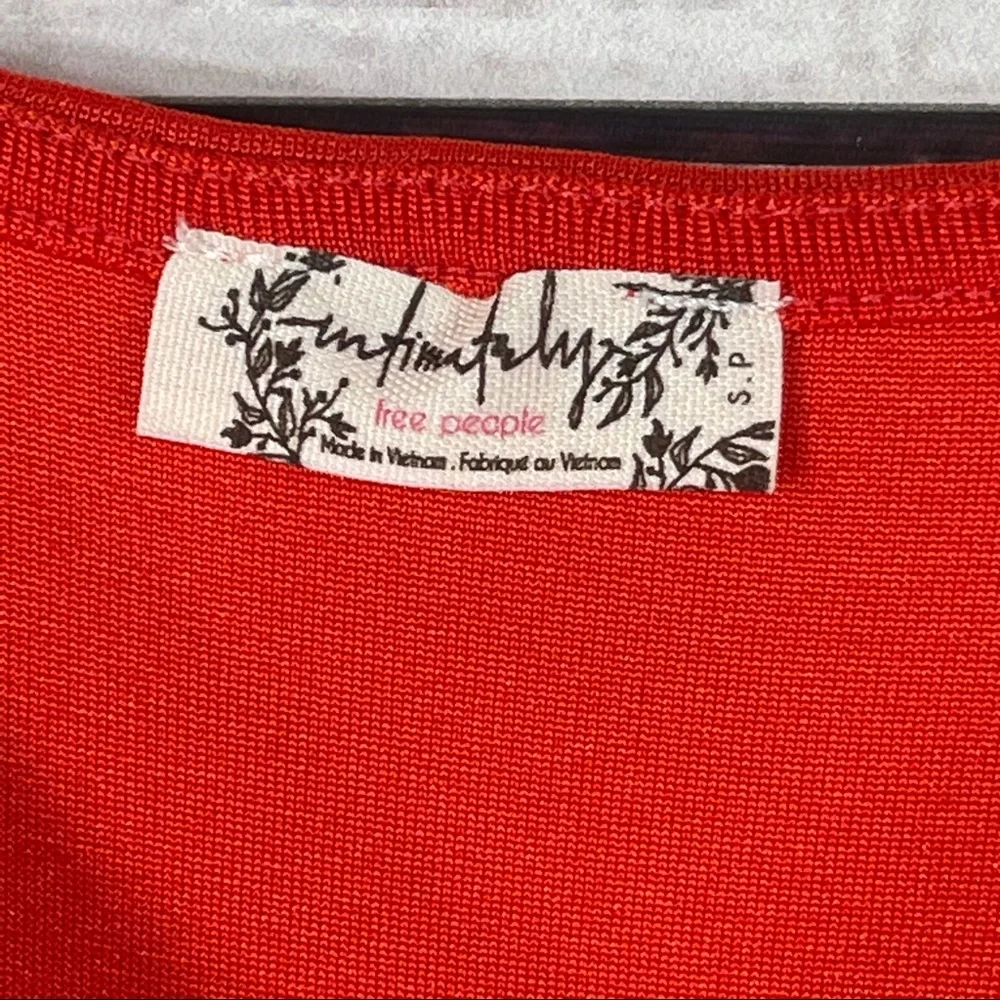 intimately
free people
Made in Vietnam . Fabriqué au Vietnam
S.P